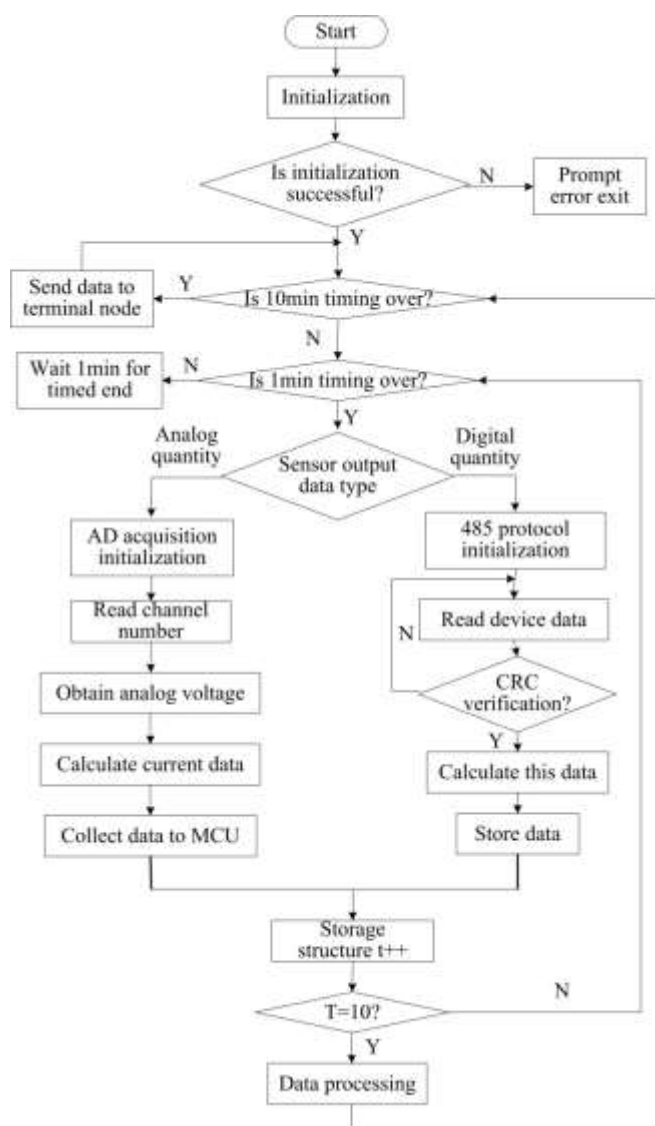 Start
Initialization
Is initialization
successful?
N
Prompt
error exit
Y
Send data to
terminal node
Y
Is 10min timing over?
N
Wait 1min for
timed end
N
Is 1min timing over?
Y
Analog
quantity
Sensor output
data type
Digital
quantity
AD acquisition
initialization
485 protocol
initialization
Read channel
number
Read device data
N
Obtain analog voltage
CRC
verification?
Y
Calculate current data
Calculate this data
Collect data to MCU
Store data
Storage
structure t++
T=10?
N
Y
Data processing